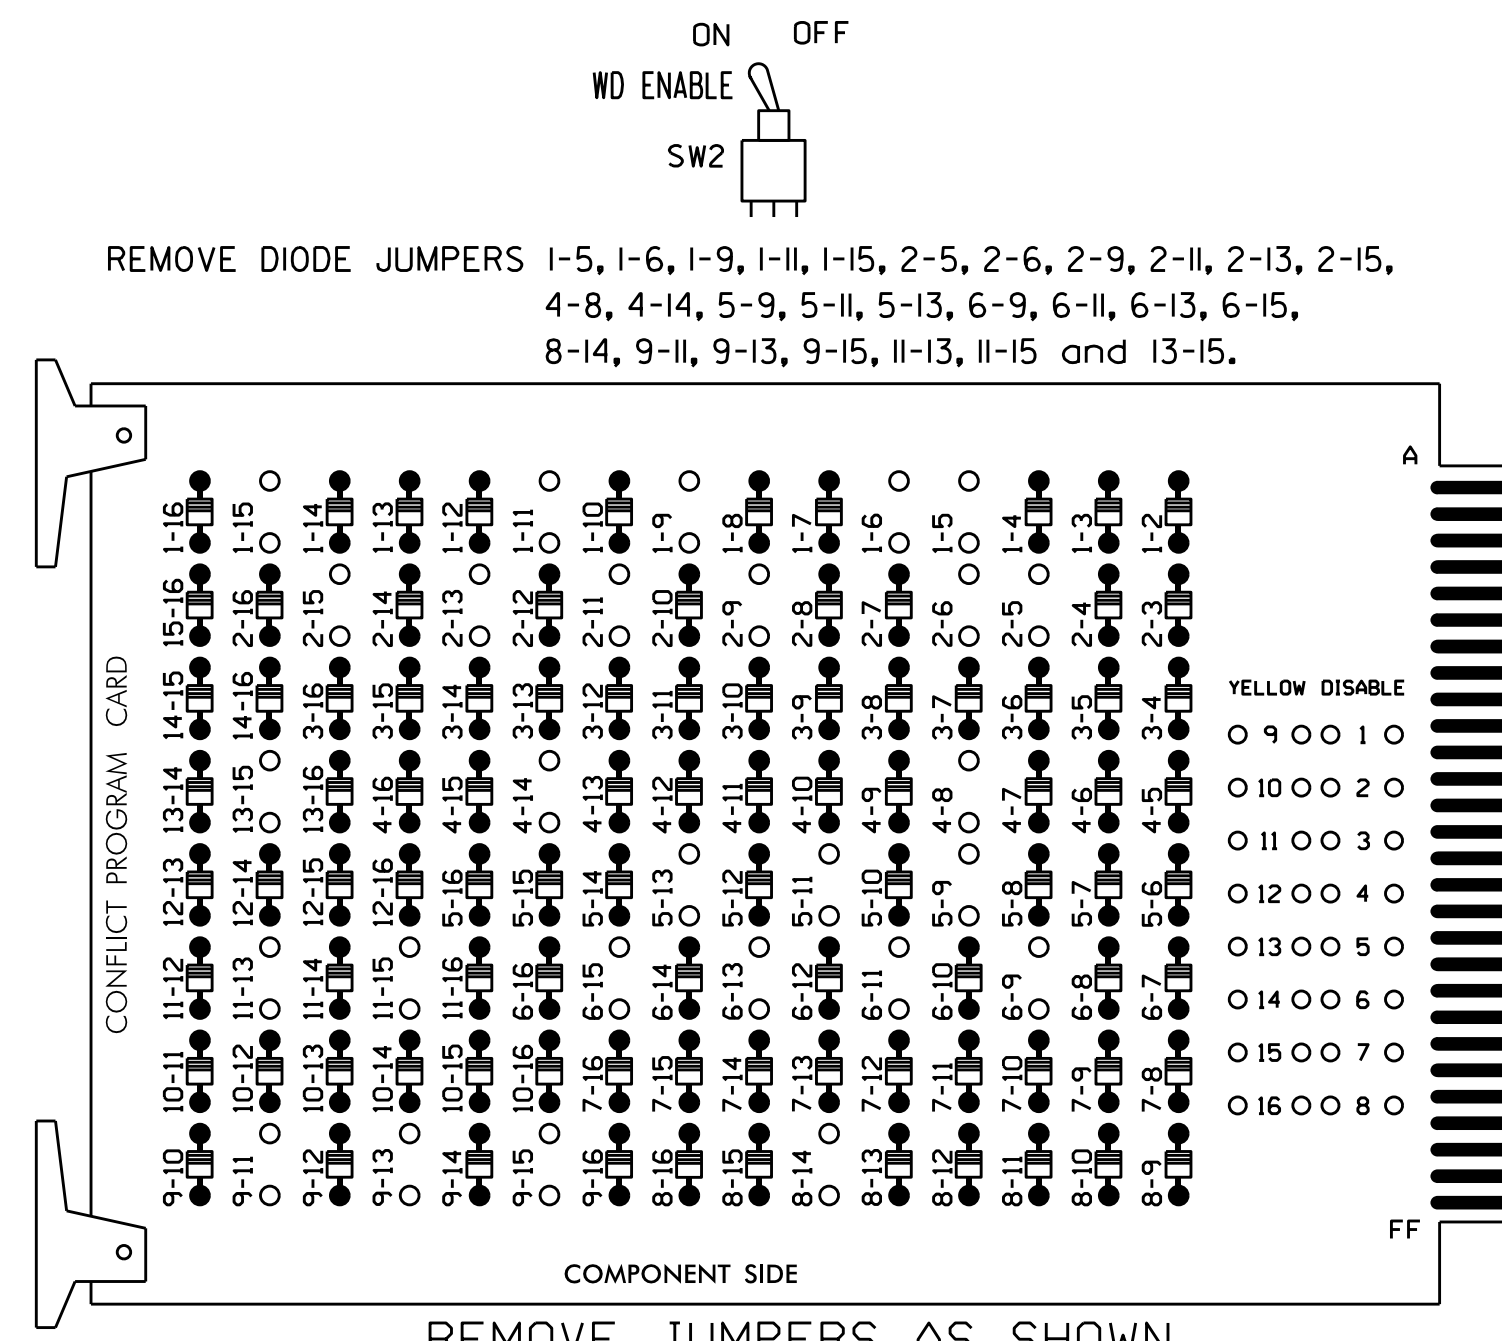 ON OFF
WD ENABLE
SW2
REMOVE DIODE JUMPERS 1-5, 1-6, 1-9, 1-11, 1-15, 2-5, 2-6, 2-9, 2-11, 2-13, 2-15,
4-8, 4-14, 5-9, 5-11, 5-13, 6-9, 6-11, 6-13, 6-15,
8-14, 9-11, 9-13, 9-15, 11-13, 11-15 and 13-15.
A
1-16 1-15 1-14 1-13 1-12 1-11 1-10 1-9 1-8 1-7 1-6 1-5 1-4 1-3 1-2
15-16 2-16 2-15 2-14 2-13 2-12 2-11 2-10 2-9 2-8 2-7 2-6 2-5 2-4 2-3
14-15 14-16 3-16 3-15 3-14 3-13 3-12 3-11 3-10 3-9 3-8 3-7 3-6 3-5 3-4
13-14 13-15 13-16 4-16 4-15 4-14 4-13 4-12 4-11 4-10 4-9 4-8 4-7 4-6 4-5
12-13 12-14 12-15 12-16 5-16 5-15 5-14 5-13 5-12 5-11 5-10 5-9 5-8 5-7 5-6
11-12 11-13 11-14 11-15 11-16 6-16 6-15 6-14 6-13 6-12 6-11 6-10 6-9 6-8 6-7
10-11 10-12 10-13 10-14 10-15 10-16 7-16 7-15 7-14 7-13 7-12 7-11 7-10 7-9 7-8
9-10 9-11 9-12 9-13 9-14 9-15 9-16 8-16 8-15 8-14 8-13 8-12 8-11 8-10 8-9
CONFLICT PROGRAM CARD
YELLOW DISABLE
9 1
10 2
11 3
12 4
13 5
14 6
15 7
16 8
FF
COMPONENT SIDE
REMOVE JUMPERS AS SHOWN